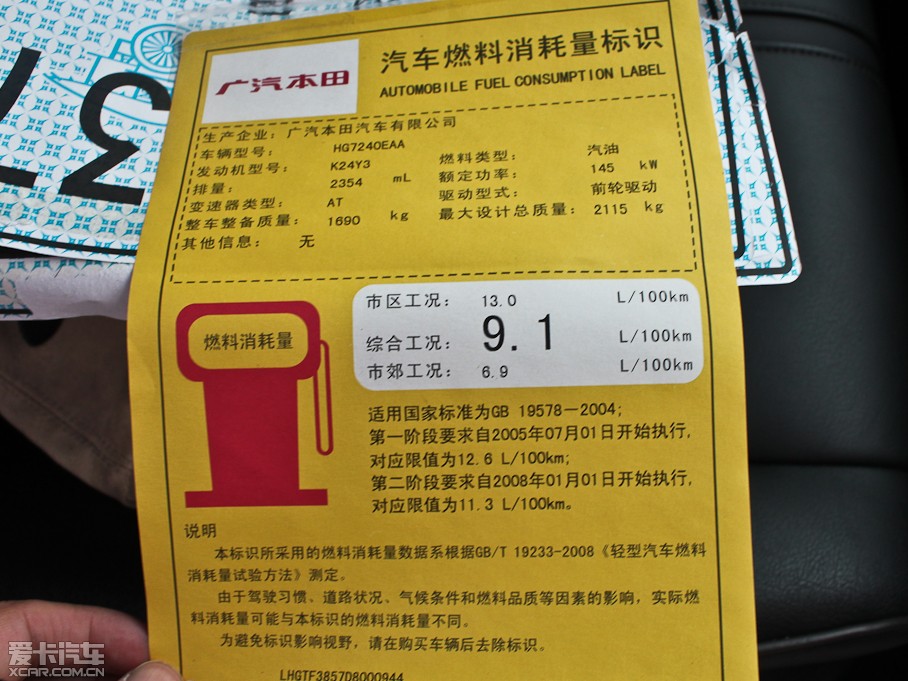 37
广汽本田
汽车燃料消耗量标识
AUTOMOBILE FUEL CONSUMPTION LABEL
生产企业：广汽本田汽车有限公司
车辆型号： HG7240EAA 燃料类型： 汽油
发动机型号： K24Y3 额定功率： 145 kW
排量： 2354 mL 驱动型式： 前轮驱动
变速器类型： AT 最大设计总质量： 2115 kg
整车整备质量： 1690 kg
其他信息： 无
燃料消耗量
市区工况： 13.0 L/100km
综合工况： 9.1 L/100km
市郊工况： 6.9 L/100km
适用国家标准为GB 19578—2004;
第一阶段要求自2005年07月01日开始执行,
对应限值为12.6 L/100km;
第二阶段要求自2008年01月01日开始执行,
对应限值为11.3 L/100km。
说明
本标识所采用的燃料消耗量数据系根据GB/T 19233-2008《轻型汽车燃料
消耗量试验方法》测定。
由于驾驶习惯、道路状况、气候条件和燃料品质等因素的影响，实际燃
料消耗量可能与本标识的燃料消耗量不同。
为避免标识影响视野，请在购买车辆后去除标识。
LHGTF3857D8000944
爱卡汽车
XCAR.COM.CN